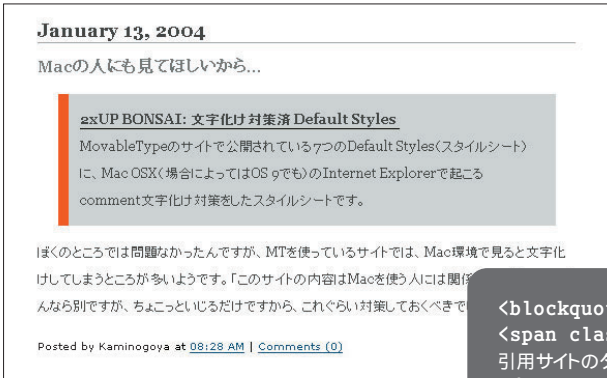 January 13, 2004
Macの人にも見てほしいから…
2xUP BONSAI: 文字化け対策済 Default Styles
MovableTypeのサイトで公開されている7つのDefault Styles(スタイルシート)
に、Mac OSX(場合によってはOS 9でも)のInternet Explorerで起こる
comment文字化け対策をしたスタイルシートです。
ぼくのところでは問題なかったんですが、MTを使っているサイトでは、Mac環境で見ると文字化
けしてしまうところが多いようです。「このサイトの内容はMacを使う人には関係
んなら別ですが、ちょこっといじるだけですから、これぐらい対策しておくべきで
Posted by Kaminogoya at 08:28 AM | Comments (0)
<blockquo
<span clas
引用サイトの